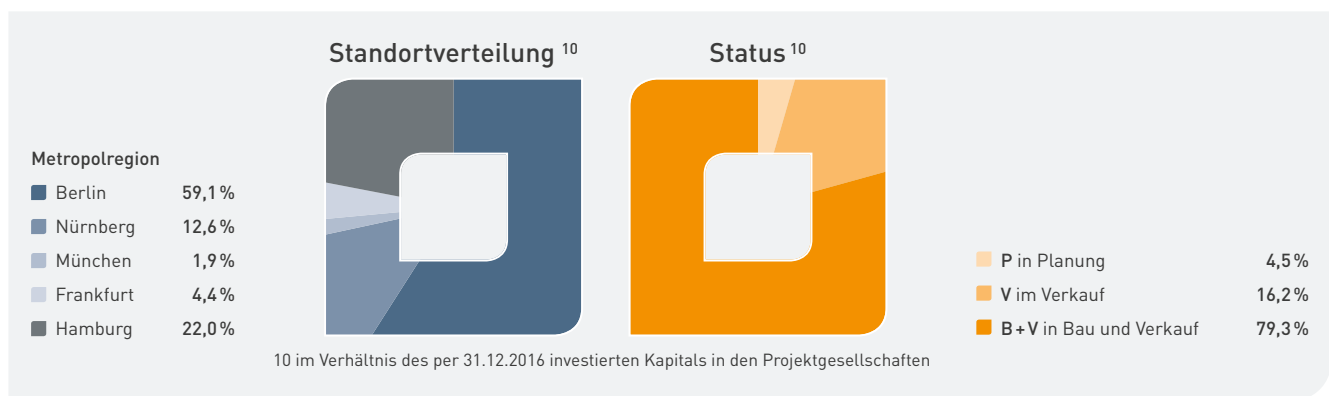 Standortverteilung 10
Status 10
Metropolregion
Berlin 59,1 %
Nürnberg 12,6 %
München 1,9 %
Frankfurt 4,4 %
Hamburg 22,0 %
P in Planung 4,5 %
V im Verkauf 16,2 %
B + V in Bau und Verkauf 79,3 %
10 im Verhältnis des per 31.12.2016 investierten Kapitals in den Projektgesellschaften